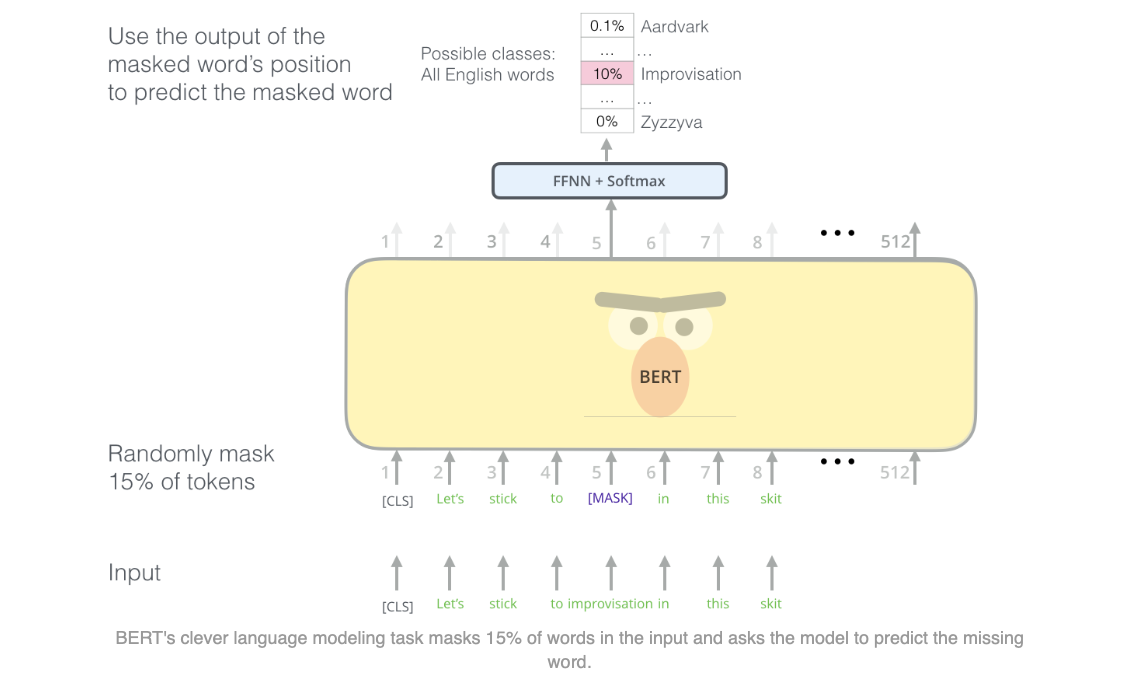 Use the output of the
masked word's position
to predict the masked word
Possible classes:
All English words
0.1% Aardvark
... ...
10% Improvisation
... ...
0% Zyzzyva
FFNN + Softmax
1 2 3 4 5 6 7 8 ••• 512
BERT
Randomly mask
15% of tokens
1 2 3 4 5 6 7 8 ••• 512
[CLS] Let's stick to [MASK] in this skit
Input
[CLS] Let's stick to improvisation in this skit
BERT's clever language modeling task masks 15% of words in the input and asks the model to predict the missing
word.